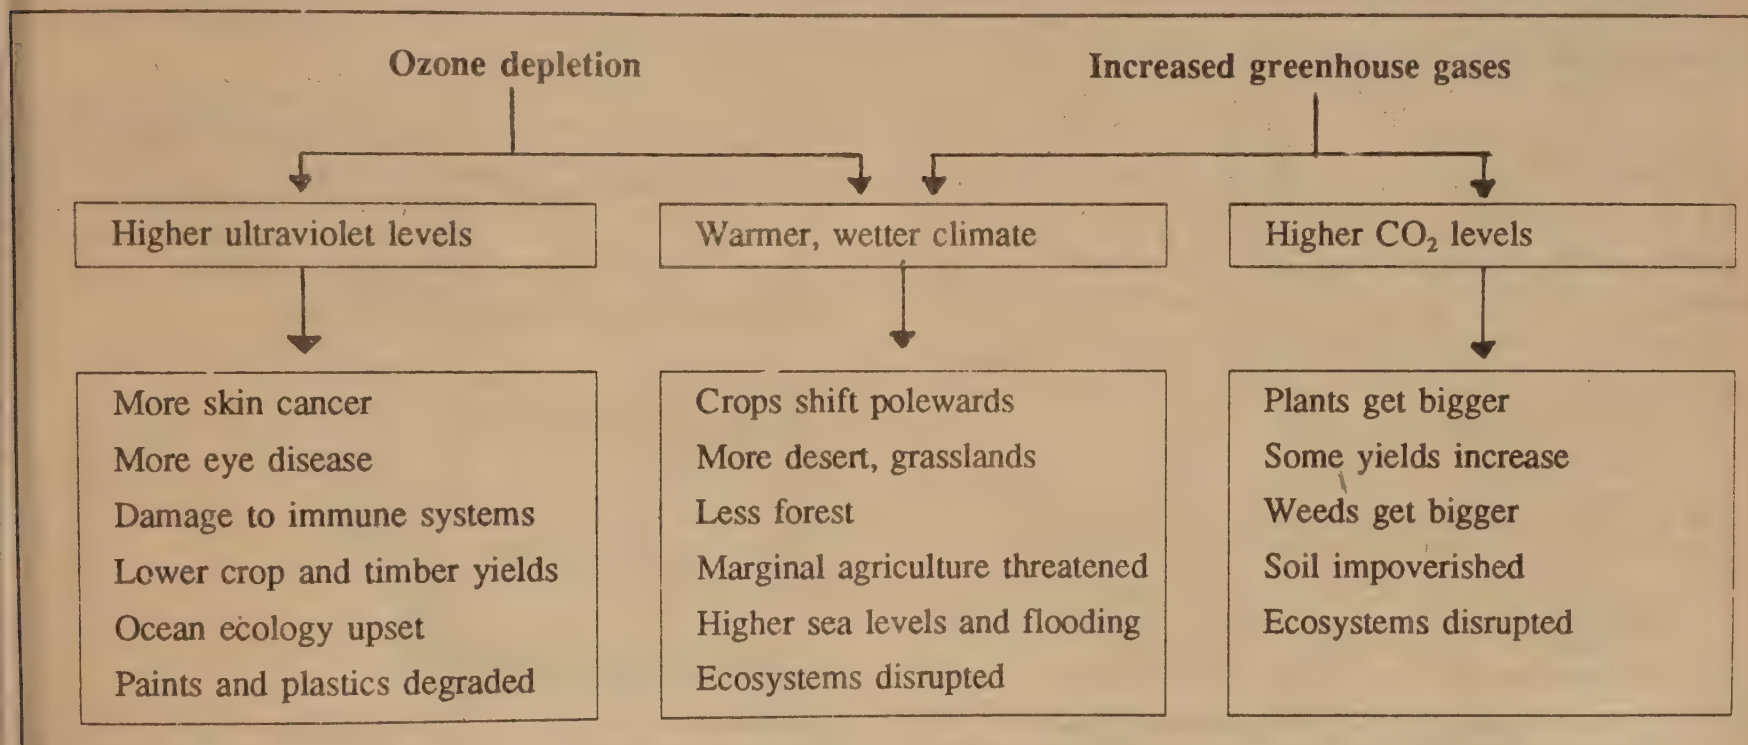 Ozone depletion
Increased greenhouse gases
Higher ultraviolet levels
Warmer, wetter climate
Higher CO₂ levels
More skin cancer
More eye disease
Damage to immune systems
Lower crop and timber yields
Ocean ecology upset
Paints and plastics degraded
Crops shift polewards
More desert, grasslands
Less forest
Marginal agriculture threatened
Higher sea levels and flooding
Ecosystems disrupted
Plants get bigger
Some yields increase
Weeds get bigger
Soil impoverished
Ecosystems disrupted